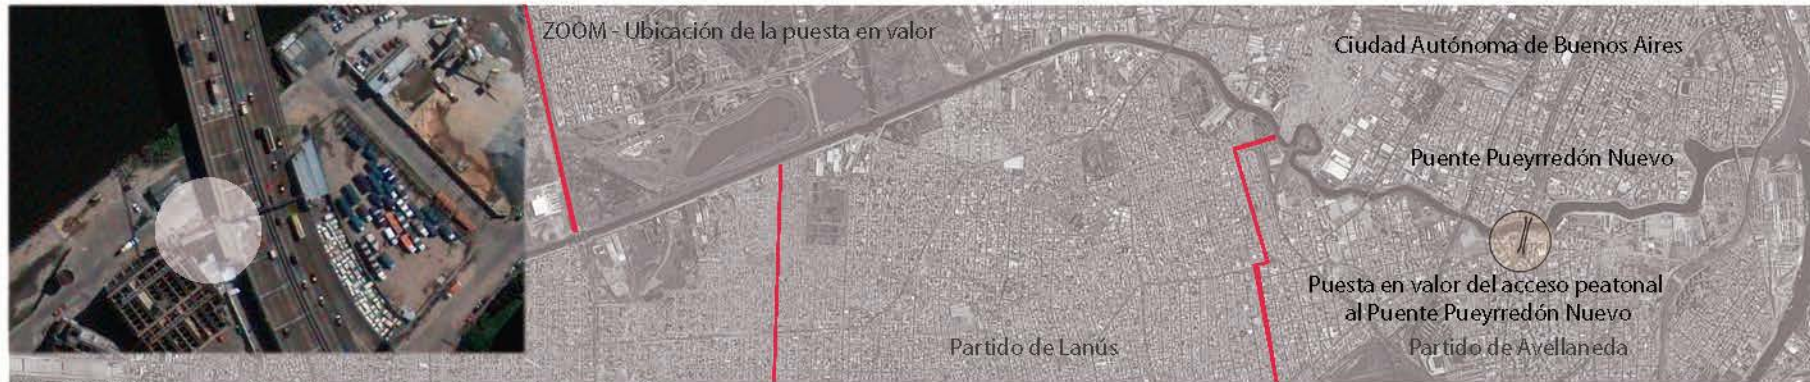 ZOOM - Ubicación de la puesta en valor
Ciudad Autónoma de Buenos Aires
Puente Pueyrredón Nuevo
Puesta en valor del acceso peatonal
al Puente Pueyrredón Nuevo
Partido de Lanús
Partido de Avellaneda